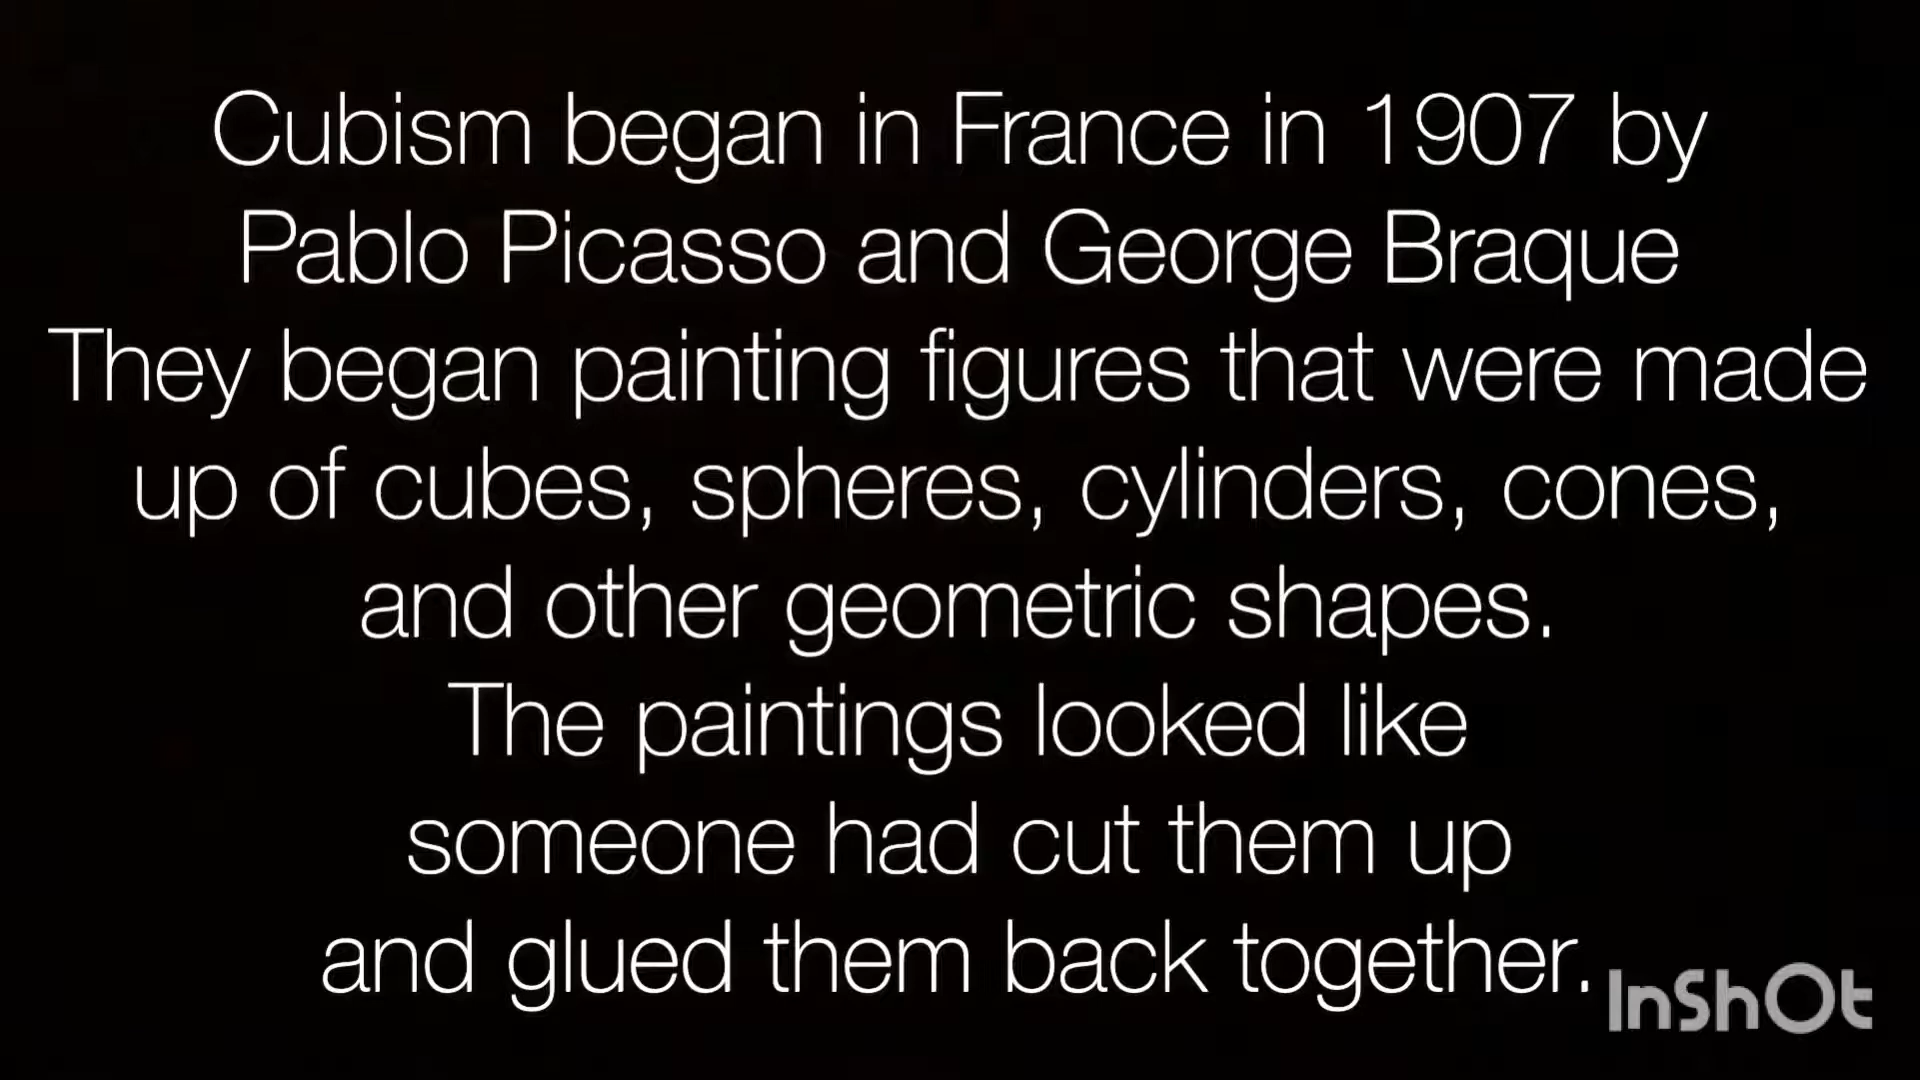 Cubism began in France in 1907 by
Pablo Picasso and George Braque
They began painting figures that were made
up of cubes, spheres, cylinders, cones,
and other geometric shapes.
The paintings looked like
someone had cut them up
and glued them back together.
InShOt